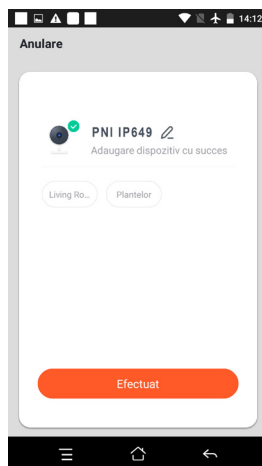 14:12
Anulare
PNI IP649
Adaugare dispozitiv cu succes
Living Ro...
Plantelor
Efectuat